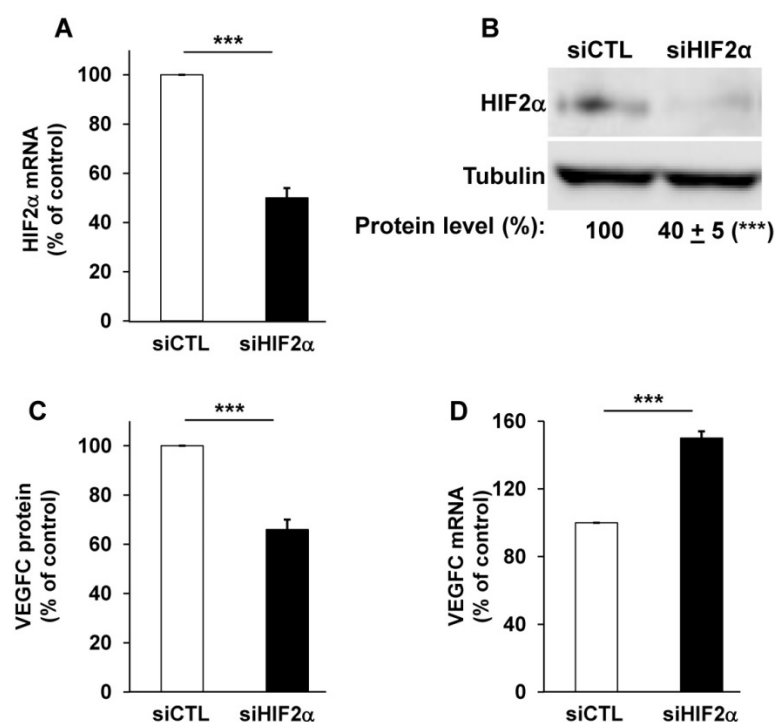 A
HIF2α mRNA
(% of control)
100
80
60
40
20
0
***
siCTL siHIF2α
B
siCTL siHIF2α
HIF2α
Tubulin
Protein level (%): 100 40 ± 5 (***)
C
VEGFC protein
(% of control)
100
80
60
40
20
0
***
siCTL siHIF2α
D
VEGFC mRNA
(% of control)
160
120
80
40
0
***
siCTL siHIF2α